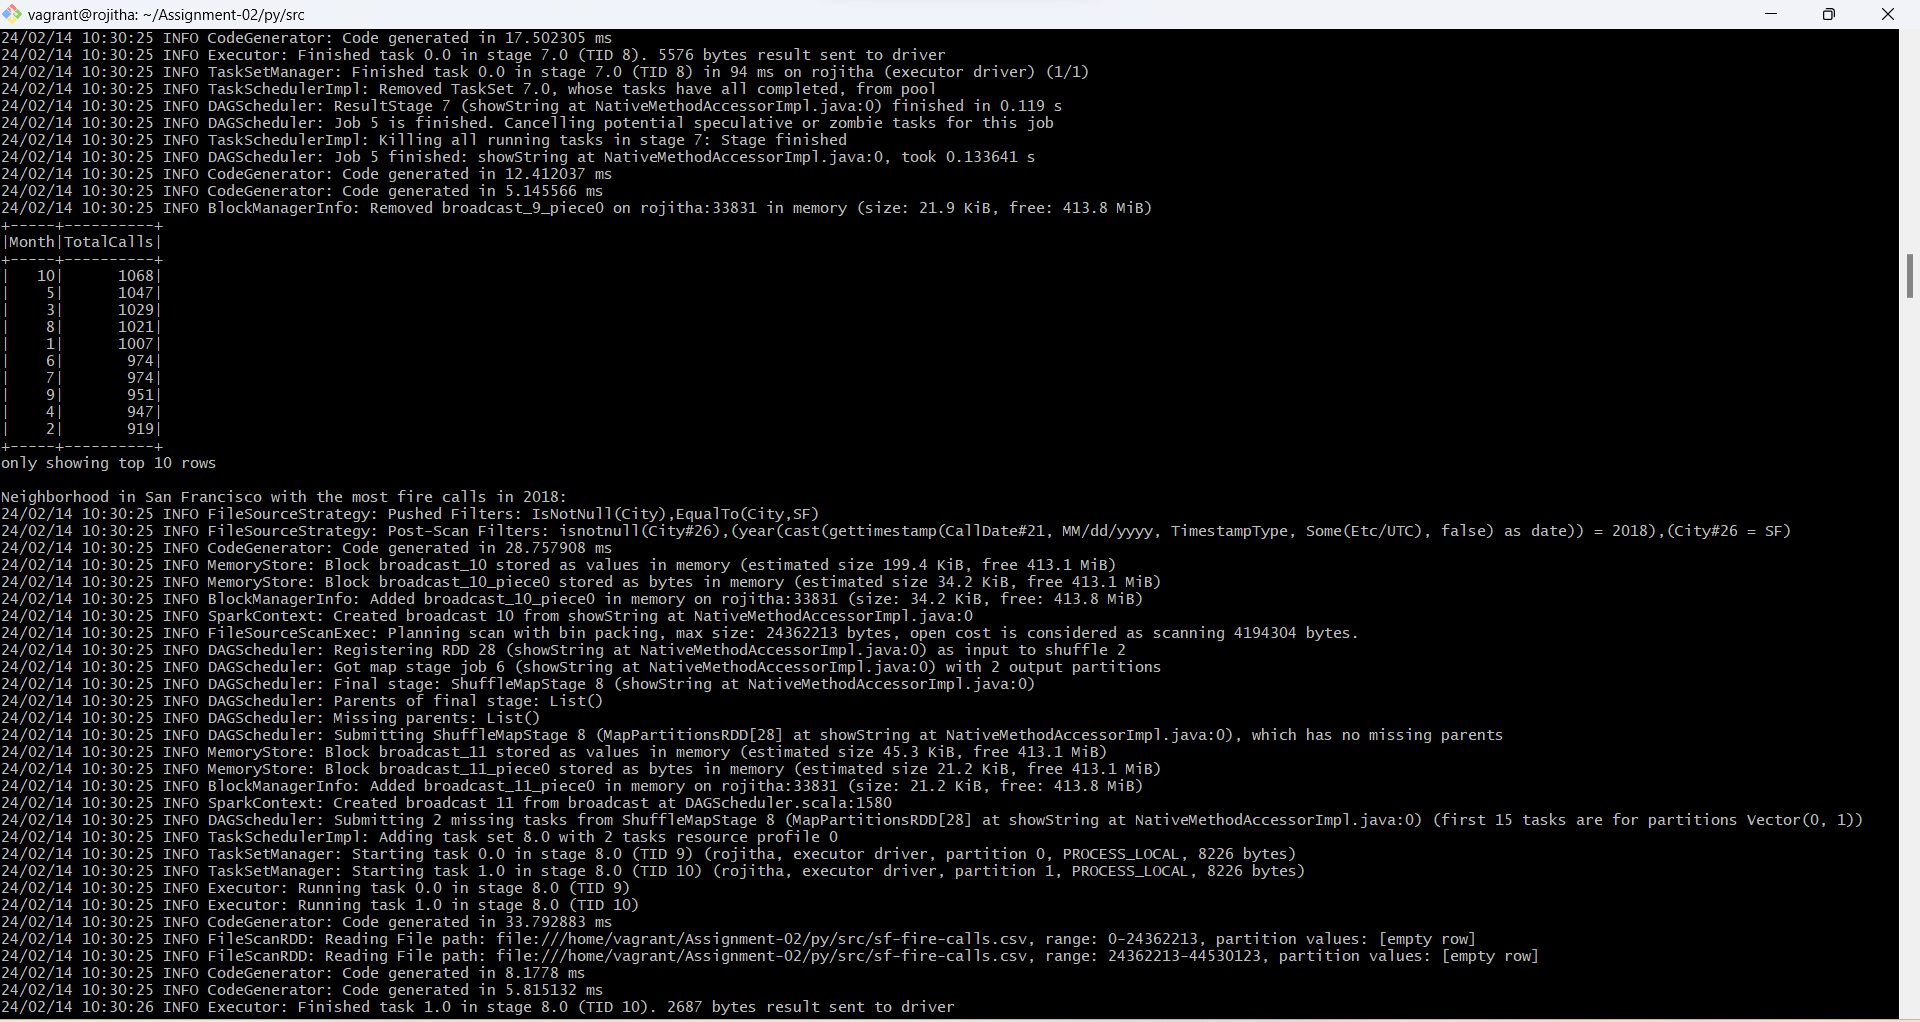 vagrant@rojitha: ~/Assignment-02/py/src
24/02/14 10:30:25 INFO CodeGenerator: Code generated in 17.502305 ms
24/02/14 10:30:25 INFO Executor: Finished task 0.0 in stage 7.0 (TID 8). 5576 bytes result sent to driver
24/02/14 10:30:25 INFO TaskSetManager: Finished task 0.0 in stage 7.0 (TID 8) in 94 ms on rojitha (executor driver) (1/1)
24/02/14 10:30:25 INFO TaskSchedulerImpl: Removed TaskSet 7.0, whose tasks have all completed, from pool
24/02/14 10:30:25 INFO DAGScheduler: ResultStage 7 (showString at NativeMethodAccessorImpl.java:0) finished in 0.119 s
24/02/14 10:30:25 INFO DAGScheduler: Job 5 is finished. Cancelling potential speculative or zombie tasks for this job
24/02/14 10:30:25 INFO TaskSchedulerImpl: Killing all running tasks in stage 7: Stage finished
24/02/14 10:30:25 INFO DAGScheduler: Job 5 finished: showString at NativeMethodAccessorImpl.java:0, took 0.133641 s
24/02/14 10:30:25 INFO CodeGenerator: Code generated in 12.412037 ms
24/02/14 10:30:25 INFO CodeGenerator: Code generated in 5.145566 ms
24/02/14 10:30:25 INFO BlockManagerInfo: Removed broadcast_9_piece0 on rojitha:33831 in memory (size: 21.9 KiB, free: 413.8 MiB)
+-----+----------+
|Month|TotalCalls|
+-----+----------+
|   10|      1068|
|    5|      1047|
|    3|      1029|
|    8|      1021|
|    1|      1007|
|    6|       974|
|    7|       974|
|    9|       951|
|    4|       947|
|    2|       919|
+-----+----------+
only showing top 10 rows
Neighborhood in San Francisco with the most fire calls in 2018:
24/02/14 10:30:25 INFO FileSourceStrategy: Pushed Filters: IsNotNull(City),EqualTo(City,SF)
24/02/14 10:30:25 INFO FileSourceStrategy: Post-Scan Filters: isnotnull(City#26),(year(cast(gettimestamp(CallDate#21, MM/dd/yyyy, TimestampType, Some(Etc/UTC), false) as date)) = 2018),(City#26 = SF)
24/02/14 10:30:25 INFO CodeGenerator: Code generated in 28.757908 ms
24/02/14 10:30:25 INFO MemoryStore: Block broadcast_10 stored as values in memory (estimated size 199.4 KiB, free 413.1 MiB)
24/02/14 10:30:25 INFO MemoryStore: Block broadcast_10_piece0 stored as bytes in memory (estimated size 34.2 KiB, free 413.1 MiB)
24/02/14 10:30:25 INFO BlockManagerInfo: Added broadcast_10_piece0 in memory on rojitha:33831 (size: 34.2 KiB, free: 413.8 MiB)
24/02/14 10:30:25 INFO SparkContext: Created broadcast 10 from showString at NativeMethodAccessorImpl.java:0
24/02/14 10:30:25 INFO FileSourceScanExec: Planning scan with bin packing, max size: 24362213 bytes, open cost is considered as scanning 4194304 bytes.
24/02/14 10:30:25 INFO DAGScheduler: Registering RDD 28 (showString at NativeMethodAccessorImpl.java:0) as input to shuffle 2
24/02/14 10:30:25 INFO DAGScheduler: Got map stage job 6 (showString at NativeMethodAccessorImpl.java:0) with 2 output partitions
24/02/14 10:30:25 INFO DAGScheduler: Final stage: ShuffleMapStage 8 (showString at NativeMethodAccessorImpl.java:0)
24/02/14 10:30:25 INFO DAGScheduler: Parents of final stage: List()
24/02/14 10:30:25 INFO DAGScheduler: Missing parents: List()
24/02/14 10:30:25 INFO DAGScheduler: Submitting ShuffleMapStage 8 (MapPartitionsRDD[28] at showString at NativeMethodAccessorImpl.java:0), which has no missing parents
24/02/14 10:30:25 INFO MemoryStore: Block broadcast_11 stored as values in memory (estimated size 45.3 KiB, free 413.1 MiB)
24/02/14 10:30:25 INFO MemoryStore: Block broadcast_11_piece0 stored as bytes in memory (estimated size 21.2 KiB, free 413.1 MiB)
24/02/14 10:30:25 INFO BlockManagerInfo: Added broadcast_11_piece0 in memory on rojitha:33831 (size: 21.2 KiB, free: 413.8 MiB)
24/02/14 10:30:25 INFO SparkContext: Created broadcast 11 from broadcast at DAGScheduler.scala:1580
24/02/14 10:30:25 INFO DAGScheduler: Submitting 2 missing tasks from ShuffleMapStage 8 (MapPartitionsRDD[28] at showString at NativeMethodAccessorImpl.java:0) (first 15 tasks are for partitions Vector(0, 1))
24/02/14 10:30:25 INFO TaskSchedulerImpl: Adding task set 8.0 with 2 tasks resource profile 0
24/02/14 10:30:25 INFO TaskSetManager: Starting task 0.0 in stage 8.0 (TID 9) (rojitha, executor driver, partition 0, PROCESS_LOCAL, 8226 bytes)
24/02/14 10:30:25 INFO TaskSetManager: Starting task 1.0 in stage 8.0 (TID 10) (rojitha, executor driver, partition 1, PROCESS_LOCAL, 8226 bytes)
24/02/14 10:30:25 INFO Executor: Running task 0.0 in stage 8.0 (TID 9)
24/02/14 10:30:25 INFO Executor: Running task 1.0 in stage 8.0 (TID 10)
24/02/14 10:30:25 INFO CodeGenerator: Code generated in 33.792883 ms
24/02/14 10:30:25 INFO FileScanRDD: Reading File path: file:///home/vagrant/Assignment-02/py/src/sf-fire-calls.csv, range: 0-24362213, partition values: [empty row]
24/02/14 10:30:25 INFO FileScanRDD: Reading File path: file:///home/vagrant/Assignment-02/py/src/sf-fire-calls.csv, range: 24362213-44530123, partition values: [empty row]
24/02/14 10:30:25 INFO CodeGenerator: Code generated in 8.1778 ms
24/02/14 10:30:25 INFO CodeGenerator: Code generated in 5.815132 ms
24/02/14 10:30:26 INFO Executor: Finished task 1.0 in stage 8.0 (TID 10). 2687 bytes result sent to driver